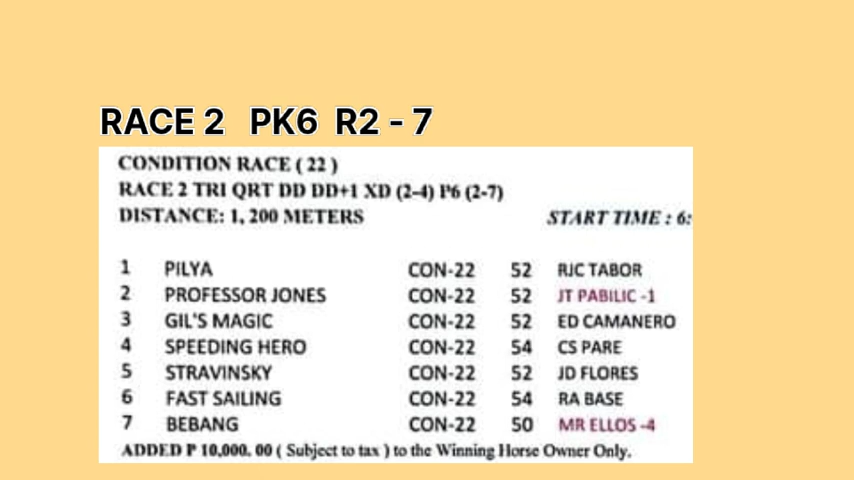 RACE 2 PK6 R2 - 7
CONDITION RACE ( 22 )
RACE 2 TRI QRT DD DD+1 XD (2-4) P6 (2-7)
DISTANCE: 1, 200 METERS START TIME : 6:
1 PILYA CON-22 52 RJC TABOR
2 PROFESSOR JONES CON-22 52 JT PABILIC -1
3 GIL'S MAGIC CON-22 52 ED CAMANERO
4 SPEEDING HERO CON-22 54 CS PARE
5 STRAVINSKY CON-22 52 JD FLORES
6 FAST SAILING CON-22 54 RA BASE
7 BEBANG CON-22 50 MR ELLOS -4
ADDED P 10,000. 00 ( Subject to tax ) to the Winning Horse Owner Only.